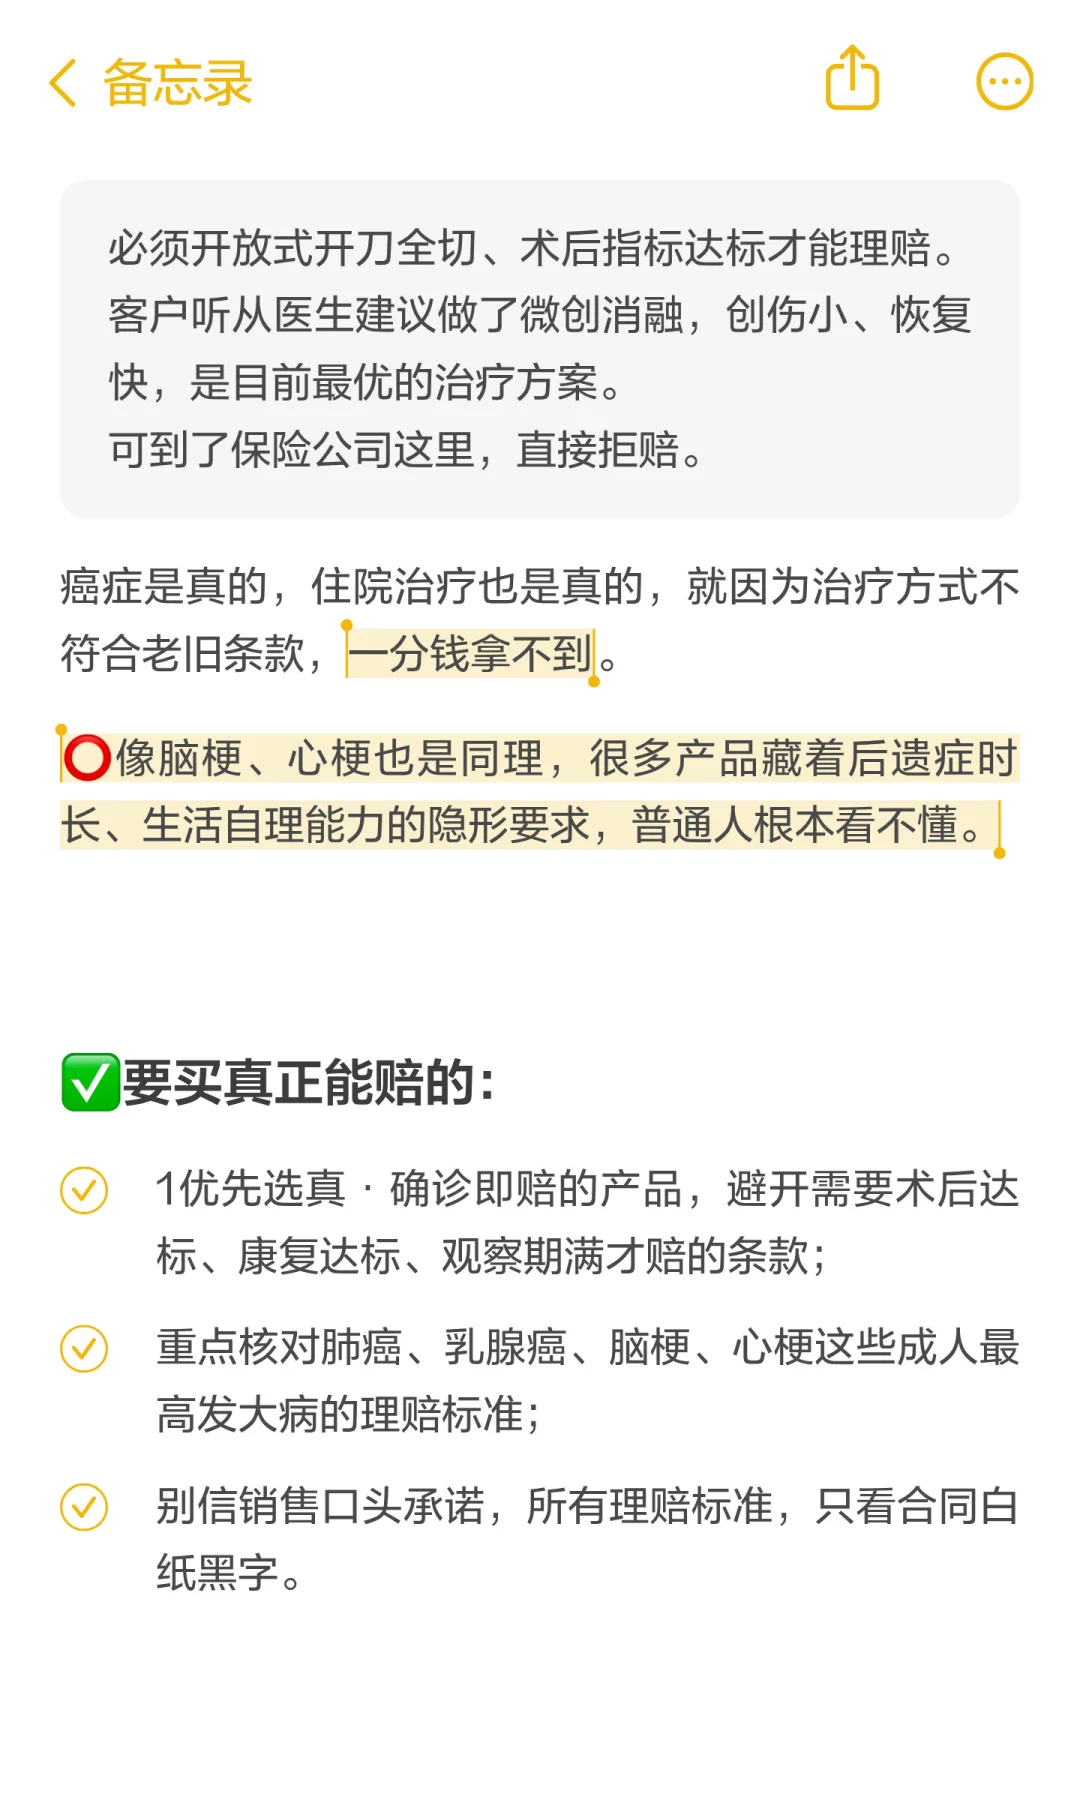 备忘录
必须开放式开刀全切、术后指标达标才能理赔。
客户听从医生建议做了微创消融，创伤小、恢复
快，是目前最优的治疗方案。
可到了保险公司这里，直接拒赔。
癌症是真的，住院治疗也是真的，就因为治疗方式不
符合老旧条款，一分钱拿不到。
⭕像脑梗、心梗也是同理，很多产品藏着后遗症时
长、生活自理能力的隐形要求，普通人根本看不懂。
✅要买真正能赔的：
1优先选真·确诊即赔的产品，避开需要术后达
标、康复达标、观察期满才赔的条款；
重点核对肺癌、乳腺癌、脑梗、心梗这些成人最
高发大病的理赔标准；
别信销售口头承诺，所有理赔标准，只看合同白
纸黑字。